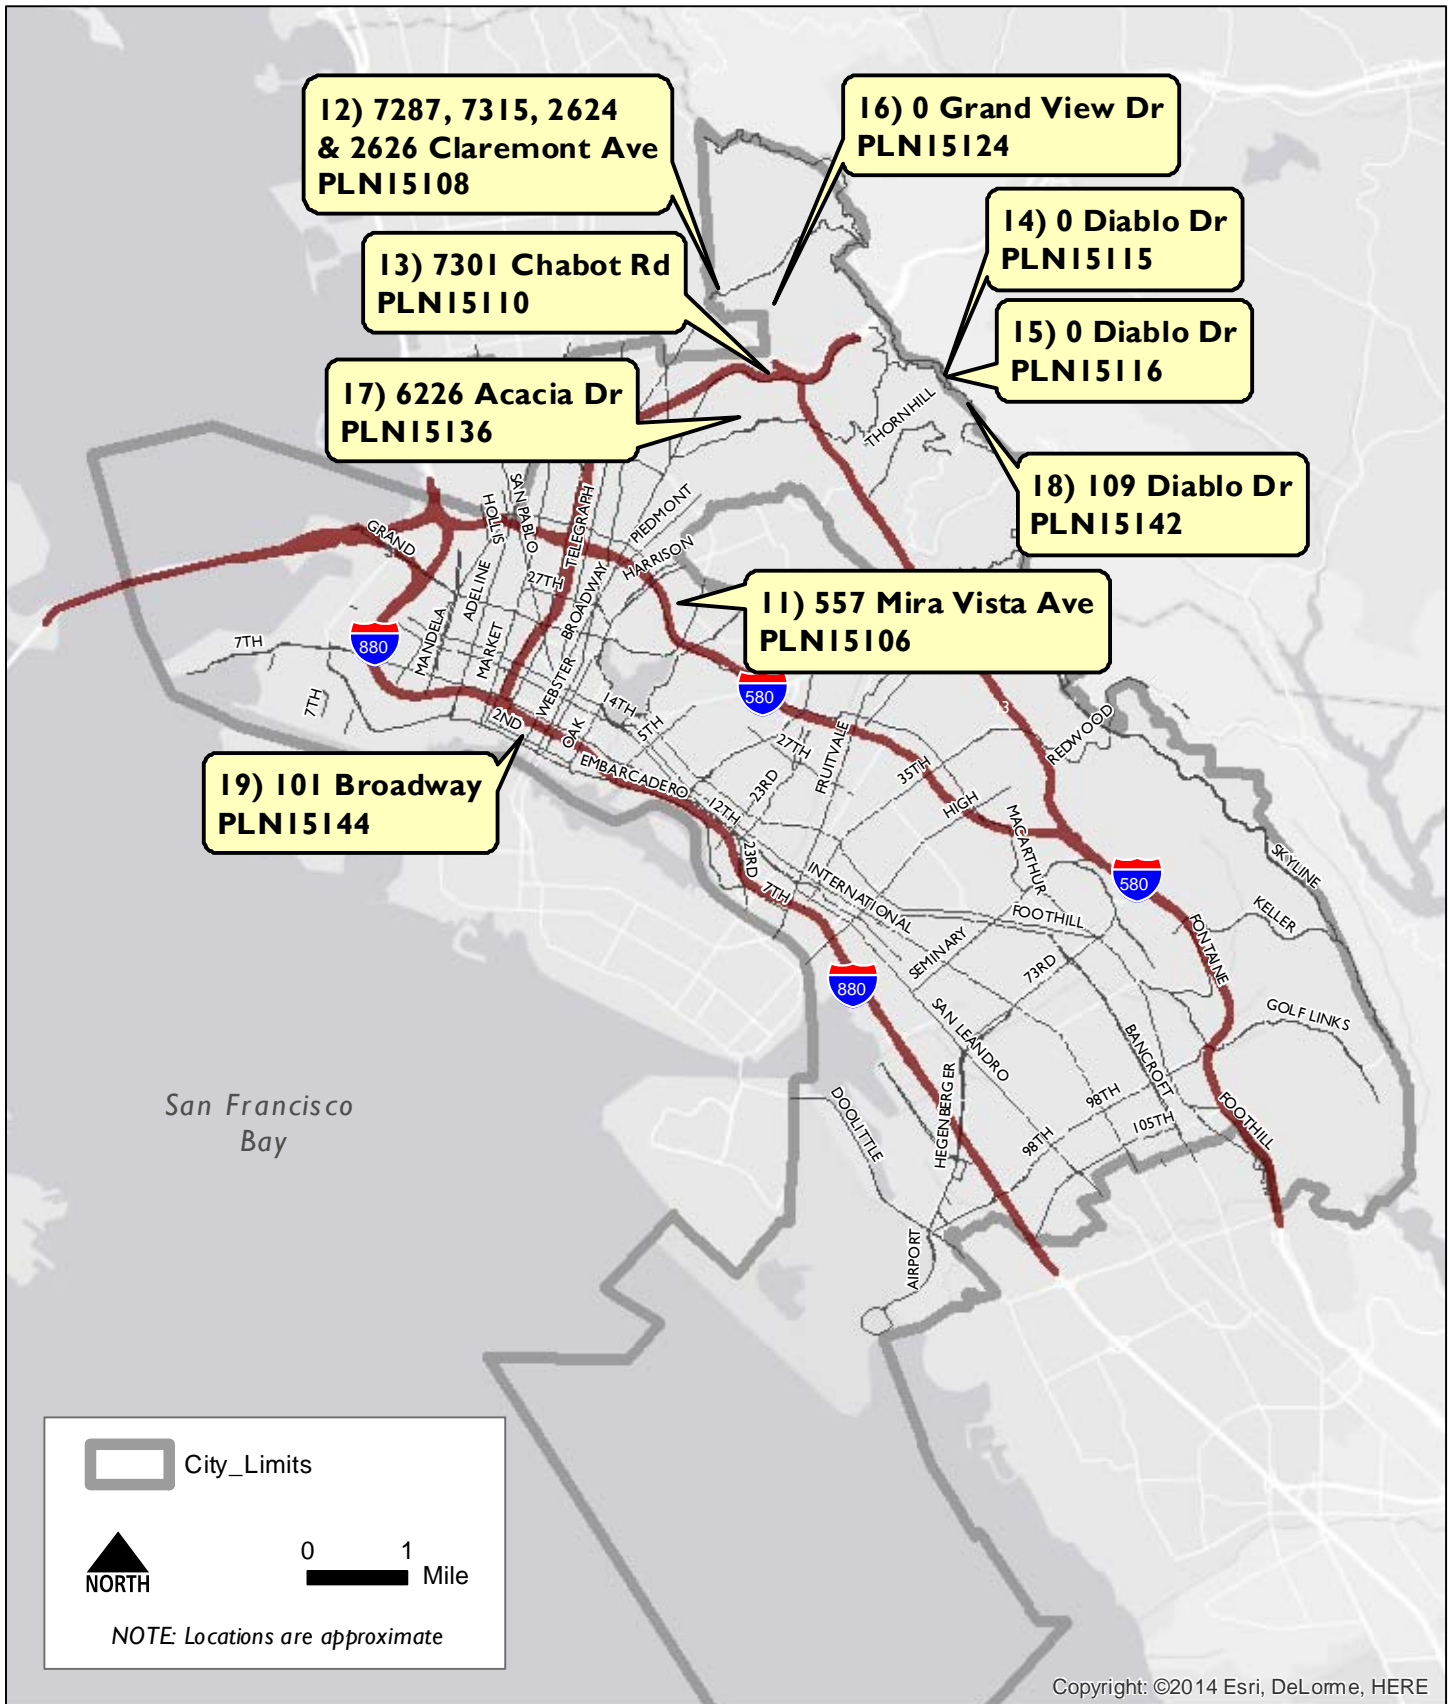 12) 7287, 7315, 2624
& 2626 Claremont Ave
PLN15108
16) 0 Grand View Dr
PLN15124
14) 0 Diablo Dr
PLN15115
13) 7301 Chabot Rd
PLN15110
15) 0 Diablo Dr
PLN15116
17) 6226 Acacia Dr
PLN15136
18) 109 Diablo Dr
PLN15142
11) 557 Mira Vista Ave
PLN15106
19) 101 Broadway
PLN15144
THORNHILL
SAN PABLO
HOLLIS
TELEGRAPH
PIEDMONT
GRAND
HARRISON
27TH
ADELINE
BROADWAY
MANDELA
MARKET
7TH
880
WEBSTER
580
14TH
7TH
2ND
OAK
5TH
13
REDWOOD
27TH
FRUITVALE
EMBARCADERO
23RD
35TH
12TH
HIGH
MACARTHUR
23RD
7TH
INTERNATIONAL
580
SKYLINE
FOOTHILL
KELLER
SEMINARY
FONTAINE
73RD
880
SAN LEANDRO
GOLF LINKS
BANCROFT
DOOLITTLE
HEGENBERGER
98TH
98TH
105TH
FOOTHILL
AIRPORT
San Francisco
Bay
City_Limits
0 1
Mile
NORTH
NOTE: Locations are approximate
Copyright: ©2014 Esri, DeLorme, HERE